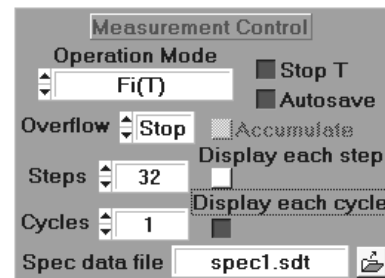 Measurement Control
Operation Mode
Fi(T)
Stop T
Autosave
Overflow Stop Accumulate
Display each step
Steps 32
Display each cycle
Cycles 1
Spec data file spec1.sdt